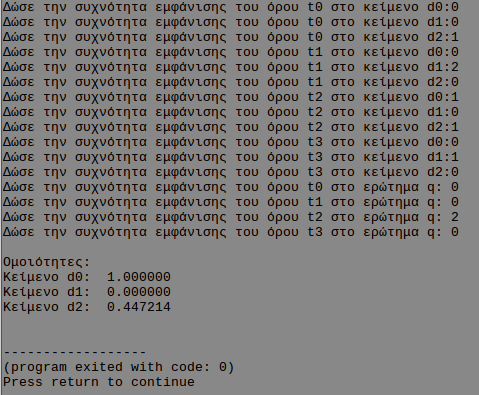 Δώσε την συχνότητα εμφάνισης του όρου t0 στο κείμενο d0:0
Δώσε την συχνότητα εμφάνισης του όρου t0 στο κείμενο d1:0
Δώσε την συχνότητα εμφάνισης του όρου t0 στο κείμενο d2:1
Δώσε την συχνότητα εμφάνισης του όρου t1 στο κείμενο d0:0
Δώσε την συχνότητα εμφάνισης του όρου t1 στο κείμενο d1:2
Δώσε την συχνότητα εμφάνισης του όρου t1 στο κείμενο d2:0
Δώσε την συχνότητα εμφάνισης του όρου t2 στο κείμενο d0:1
Δώσε την συχνότητα εμφάνισης του όρου t2 στο κείμενο d1:0
Δώσε την συχνότητα εμφάνισης του όρου t2 στο κείμενο d2:1
Δώσε την συχνότητα εμφάνισης του όρου t3 στο κείμενο d0:0
Δώσε την συχνότητα εμφάνισης του όρου t3 στο κείμενο d1:1
Δώσε την συχνότητα εμφάνισης του όρου t3 στο κείμενο d2:0
Δώσε την συχνότητα εμφάνισης του όρου t0 στο ερώτημα q: 0
Δώσε την συχνότητα εμφάνισης του όρου t1 στο ερώτημα q: 0
Δώσε την συχνότητα εμφάνισης του όρου t2 στο ερώτημα q: 2
Δώσε την συχνότητα εμφάνισης του όρου t3 στο ερώτημα q: 0
Ομοιότητες:
Κείμενο d0: 1.000000
Κείμενο d1: 0.000000
Κείμενο d2: 0.447214
------------------
(program exited with code: 0)
Press return to continue